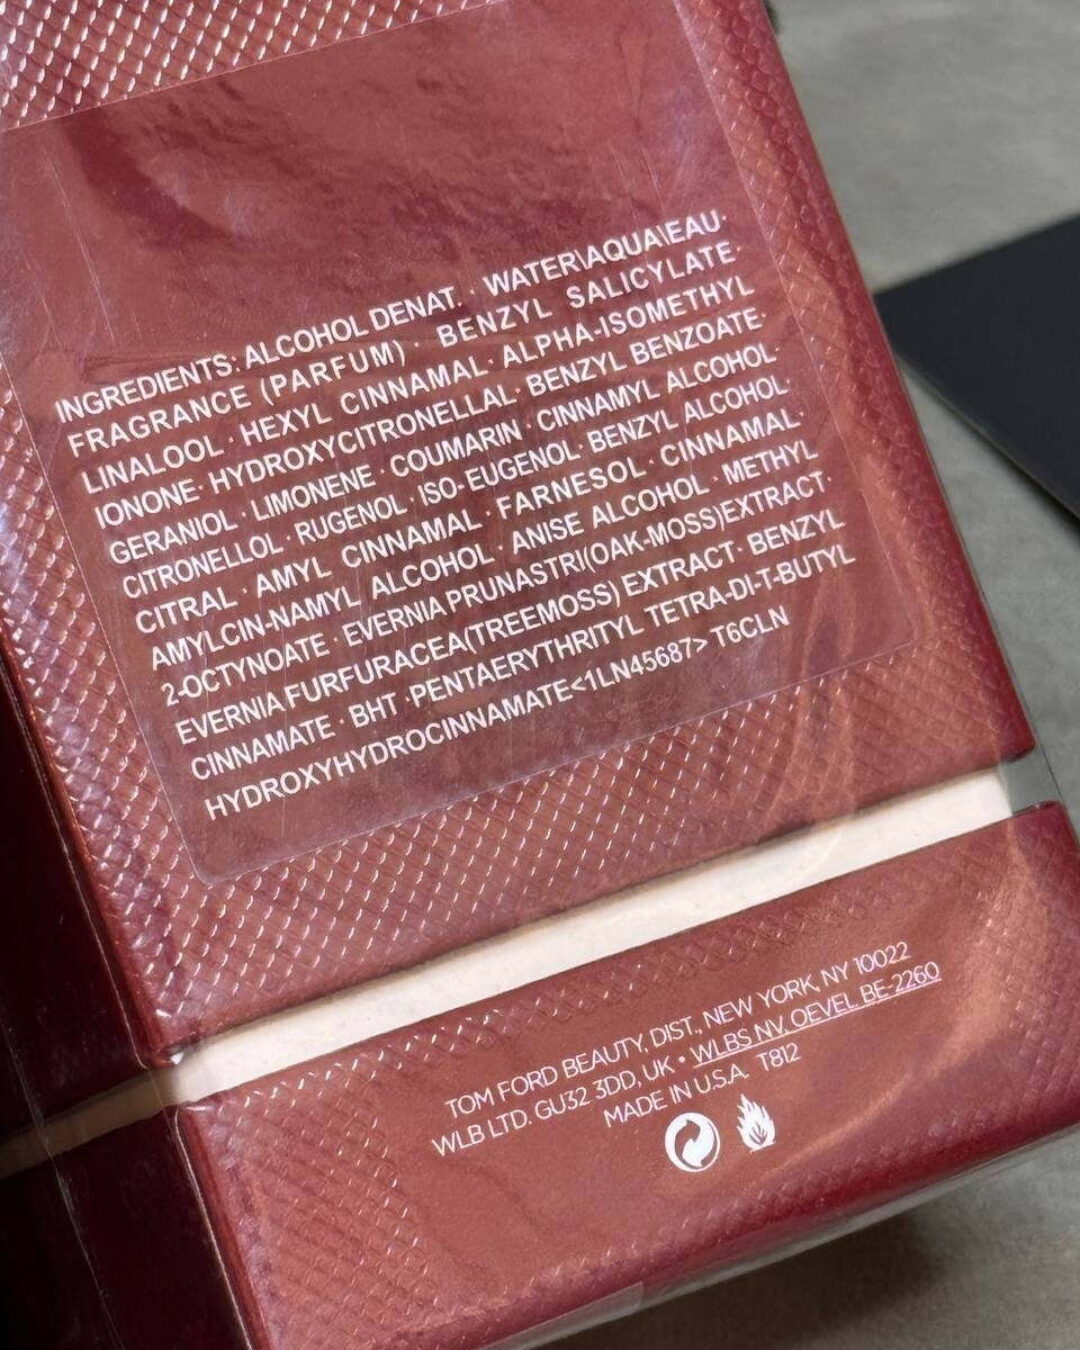 INGREDIENTS: ALCOHOL DENAT. · WATER\AQUA\EAU·
FRAGRANCE (PARFUM) · BENZYL SALICYLATE·
LINALOOL · HEXYL CINNAMAL· ALPHA-ISOMETHYL
IONONE· HYDROXYCITRONELLAL· BENZYL BENZOATE·
GERANIOL · LIMONENE · COUMARIN · CINNAMYL ALCOHOL·
CITRONELLOL · RUGENOL · ISO-EUGENOL· BENZYL ALCOHOL·
CITRAL · AMYL CINNAMAL · FARNESOL · CINNAMAL·
AMYLCIN-NAMYL ALCOHOL · ANISE ALCOHOL · METHYL
2-OCTYNOATE · EVERNIA PRUNASTRI(OAK-MOSS)EXTRACT·
EVERNIA FURFURACEA(TREEMOSS) EXTRACT· BENZYL
CINNAMATE · BHT ·PENTAERYTHRITYL TETRA-DI-T-BUTYL
HYDROXYHYDROCINNAMATE<1LN45687> T6CLN
TOM FORD BEAUTY, DIST., NEW YORK, NY 10022
WLB LTD. GU32 3DD, UK • WLBS NV, OEVEL BE-2260
MADE IN U.S.A. T812